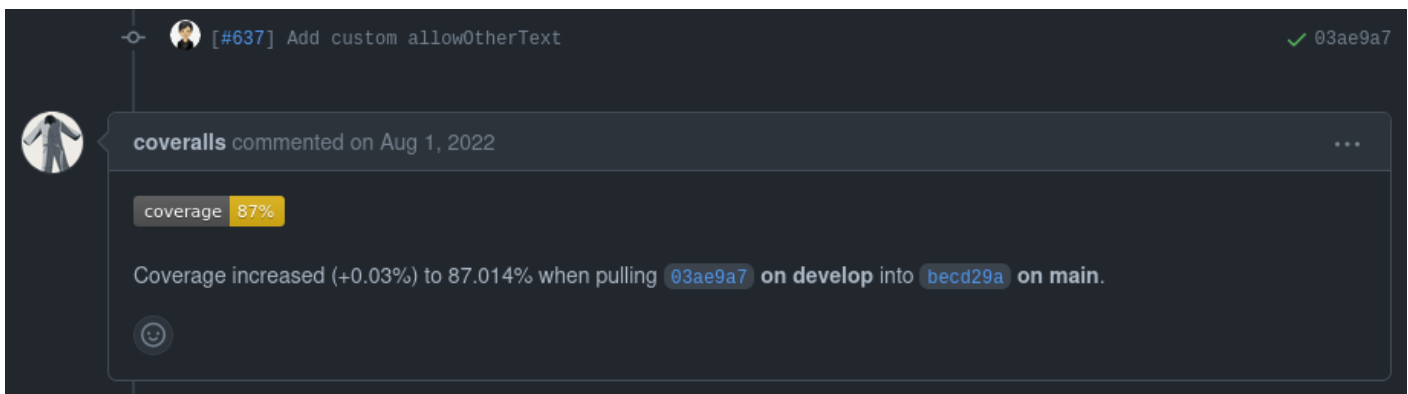 [#637] Add custom allowOtherText 03ae9a7
coveralls commented on Aug 1, 2022
coverage 87%
Coverage increased (+0.03%) to 87.014% when pulling 03ae9a7 on develop into becd29a on main.